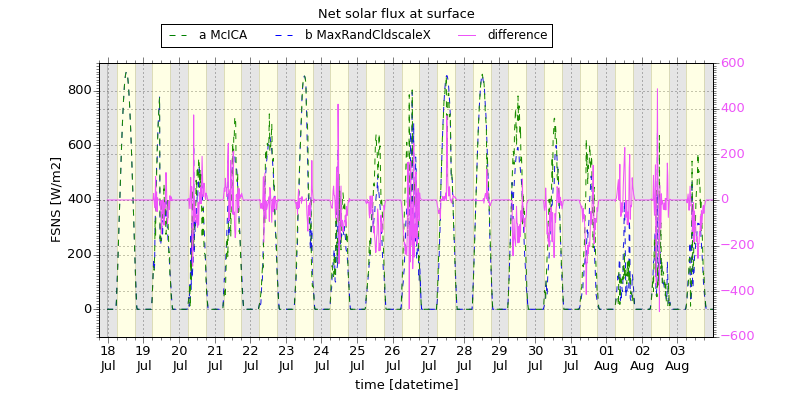 Net solar flux at surface
a McICA b MaxRandCldscaleX difference
800
600
400
200
0
FSNS [W/m2]
600
400
200
0
−200
−400
−600
18 19 20 21 22 23 24 25 26 27 28 29 30 31 01 02 03
Jul Jul Jul Jul Jul Jul Jul Jul Jul Jul Jul Jul Jul Jul Aug Aug Aug
time [datetime]